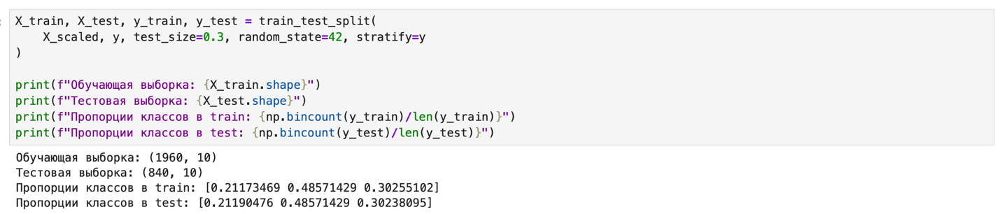 X_train, X_test, y_train, y_test = train_test_split(
    X_scaled, y, test_size=0.3, random_state=42, stratify=y
)
print(f"Обучающая выборка: {X_train.shape}")
print(f"Тестовая выборка: {X_test.shape}")
print(f"Пропорции классов в train: {np.bincount(y_train)/len(y_train)}")
print(f"Пропорции классов в test: {np.bincount(y_test)/len(y_test)}")
Обучающая выборка: (1960, 10)
Тестовая выборка: (840, 10)
Пропорции классов в train: [0.21173469 0.48571429 0.30255102]
Пропорции классов в test: [0.21190476 0.48571429 0.30238095]